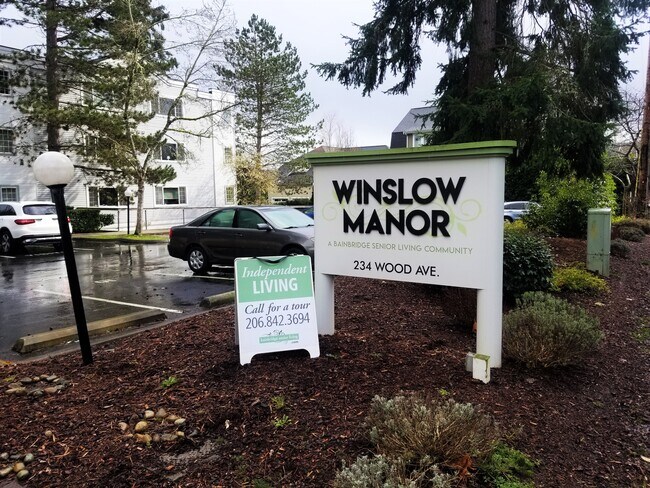 WINSLOW
MANOR
A BAINBRIDGE SENIOR LIVING COMMUNITY
234 WOOD AVE.
Independent
LIVING
Call for a tour
206.842.3694